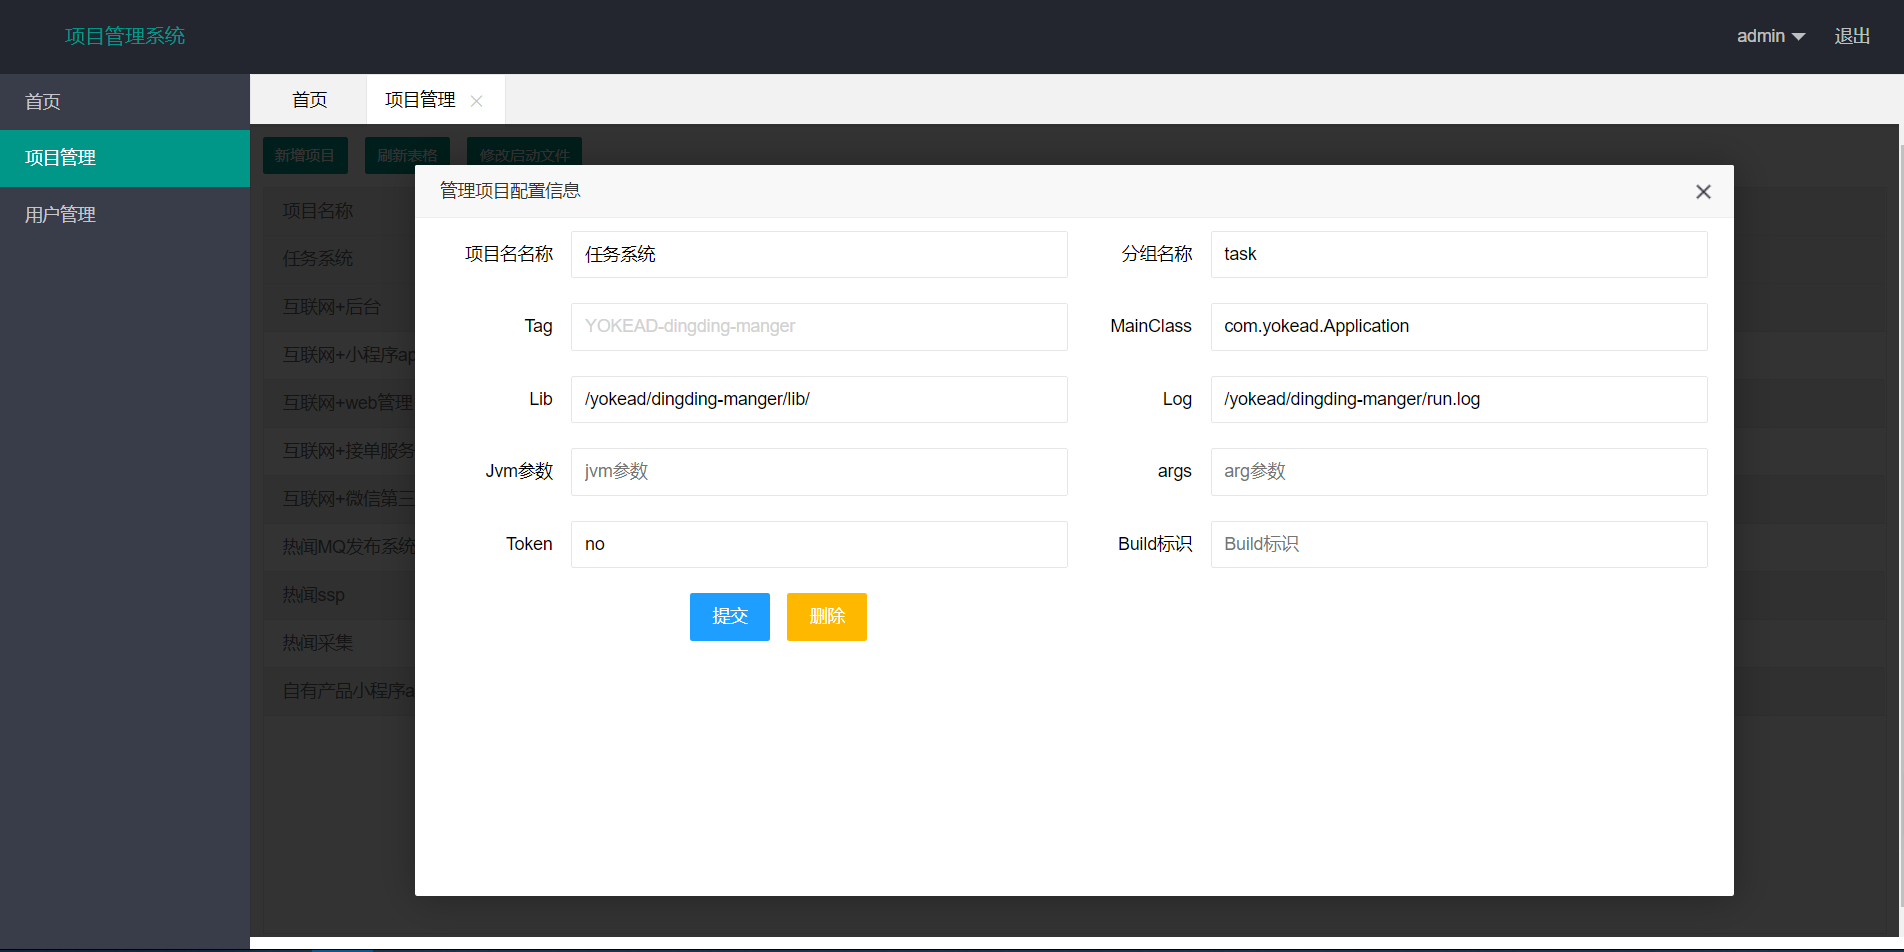 项目管理系统
admin
退出
首页
项目管理
用户管理
首页
项目管理
新增项目
刷新表格
修改启动文件
项目名称
任务系统
互联网+后台
互联网+小程序ap
互联网+web管理
互联网+接单服务
互联网+微信第三
热闻MQ发布系统
热闻ssp
热闻采集
自有产品小程序a
管理项目配置信息
项目名名称
任务系统
分组名称
task
Tag
YOKEAD-dingding-manger
MainClass
com.yokead.Application
Lib
/yokead/dingding-manger/lib/
Log
/yokead/dingding-manger/run.log
Jvm参数
jvm参数
args
arg参数
Token
no
Build标识
Build标识
提交
删除